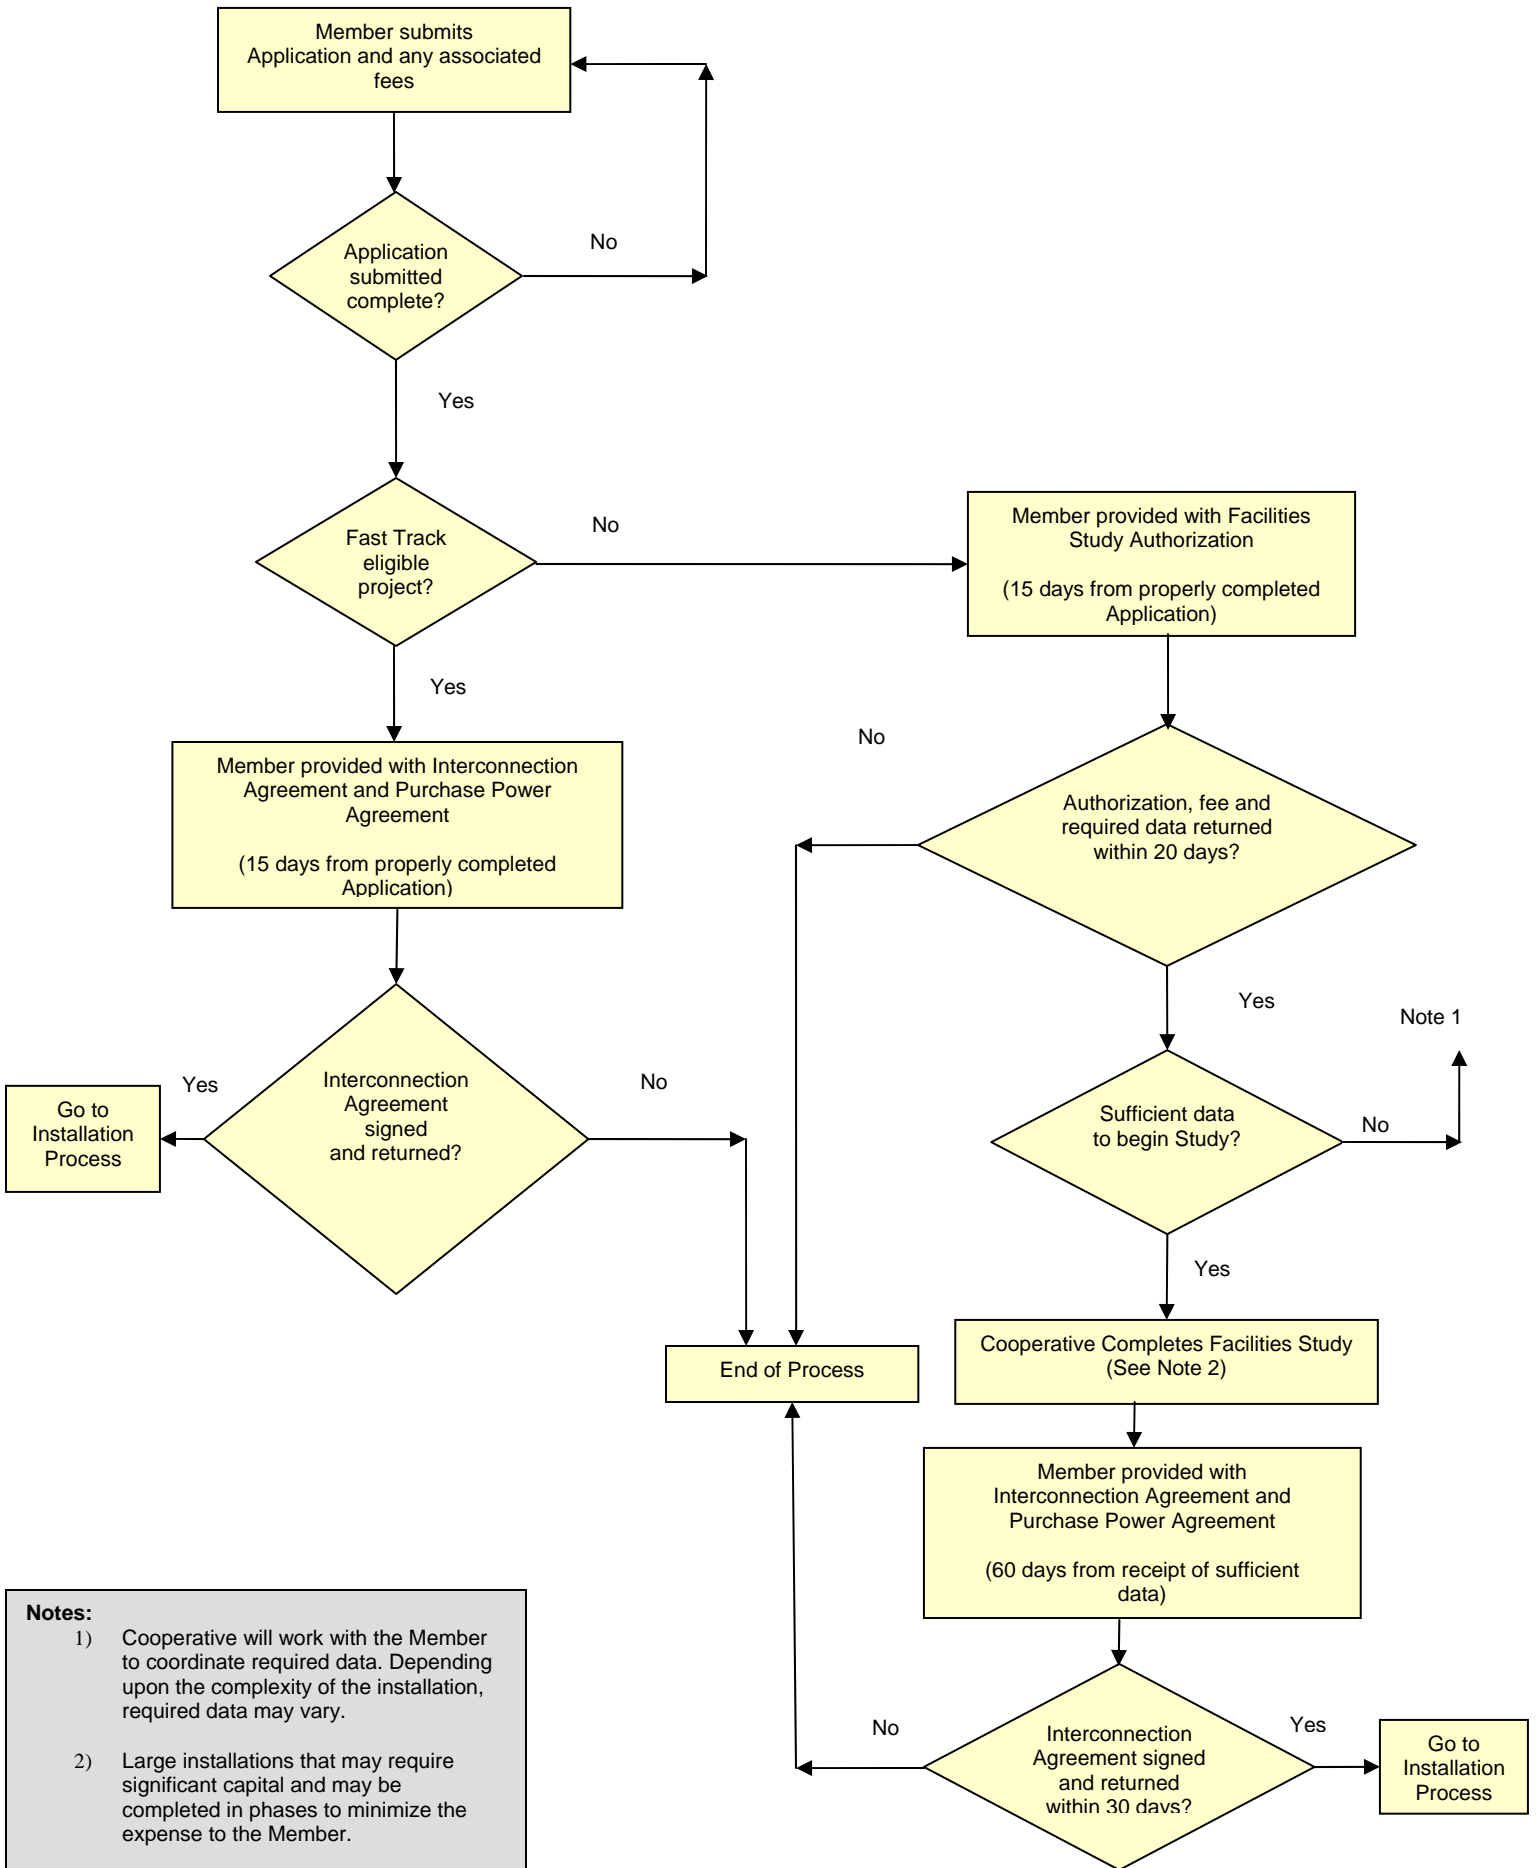 Member submits
Application and any associated
fees
Application
submitted
complete?
No
Yes
Fast Track
eligible
project?
No
Member provided with Facilities
Study Authorization
(15 days from properly completed
Application)
Yes
Member provided with Interconnection
Agreement and Purchase Power
Agreement
(15 days from properly completed
Application)
No
Authorization, fee and
required data returned
within 20 days?
Yes
Note 1
Interconnection
Agreement
signed
and returned?
Yes
No
Go to
Installation
Process
Sufficient data
to begin Study?
No
Yes
Cooperative Completes Facilities Study
(See Note 2)
End of Process
Member provided with
Interconnection Agreement and
Purchase Power Agreement
(60 days from receipt of sufficient
data)
No
Interconnection
Agreement signed
and returned
within 30 days?
Yes
Go to
Installation
Process
Notes:
1) Cooperative will work with the Member
to coordinate required data. Depending
upon the complexity of the installation,
required data may vary.
2) Large installations that may require
significant capital and may be
completed in phases to minimize the
expense to the Member.